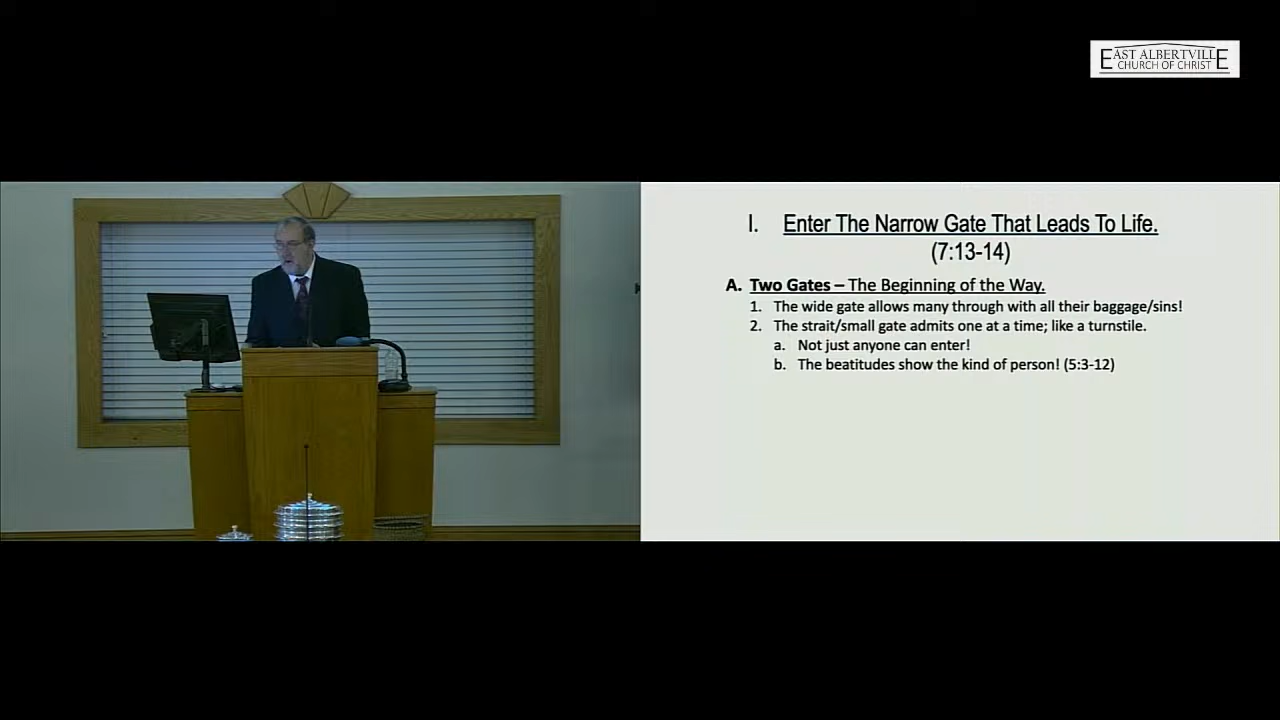 EAST ALBERTVILLE
CHURCH OF CHRIST
I. Enter The Narrow Gate That Leads To Life.
(7:13-14)
A. Two Gates – The Beginning of the Way.
1. The wide gate allows many through with all their baggage/sins!
2. The strait/small gate admits one at a time; like a turnstile.
a. Not just anyone can enter!
b. The beatitudes show the kind of person! (5:3-12)